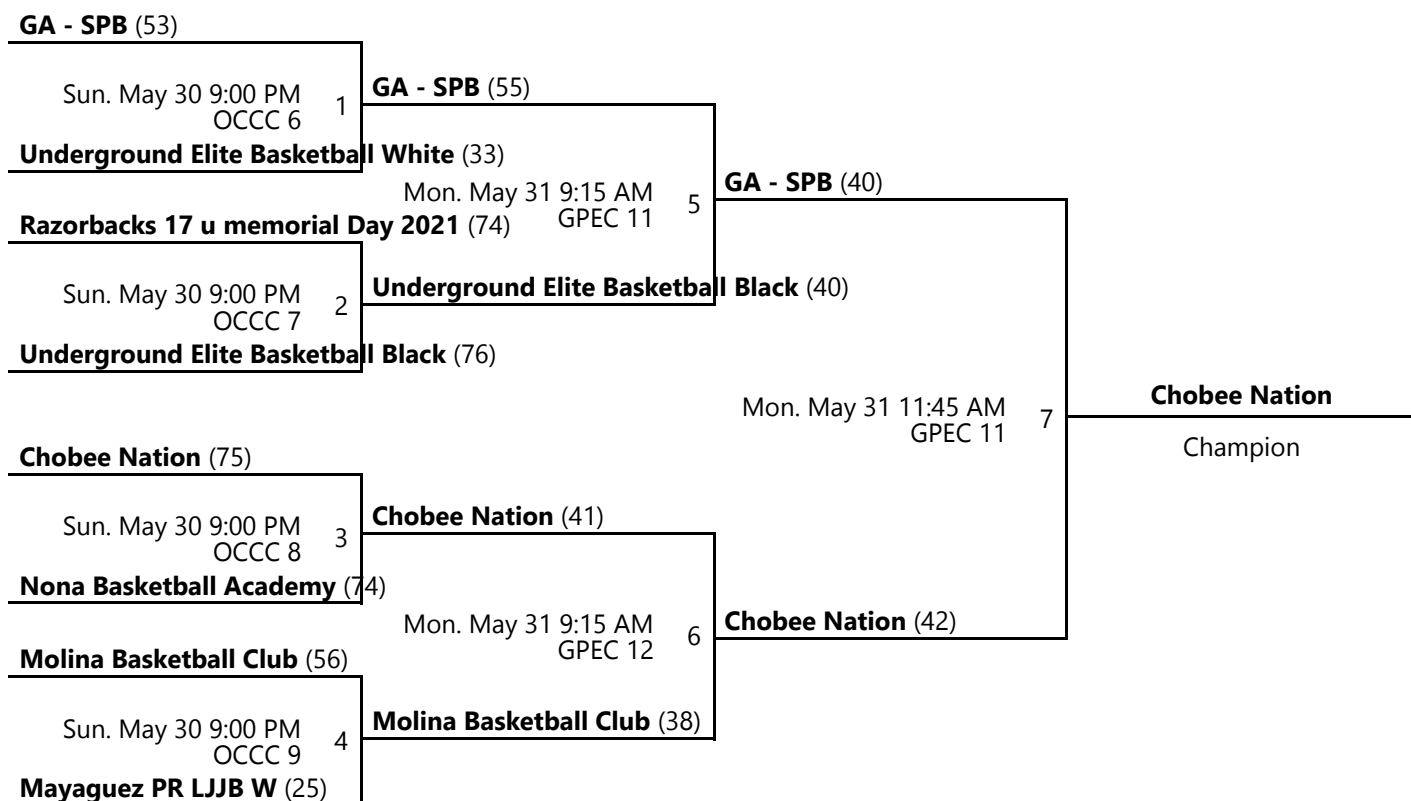 GA - SPB (53)
Sun. May 30 9:00 PM
OCCC 6
1
Underground Elite Basketball White (33)
GA - SPB (55)
Razorbacks 17 u memorial Day 2021 (74)
Sun. May 30 9:00 PM
OCCC 7
2
Underground Elite Basketball Black (76)
Mon. May 31 9:15 AM
GPEC 11
5
Underground Elite Basketball Black (40)
GA - SPB (40)
Chobee Nation (75)
Sun. May 30 9:00 PM
OCCC 8
3
Nona Basketball Academy (74)
Chobee Nation (41)
Molina Basketball Club (56)
Sun. May 30 9:00 PM
OCCC 9
4
Mayaguez PR LJJB W (25)
Mon. May 31 9:15 AM
GPEC 12
6
Molina Basketball Club (38)
Chobee Nation (42)
Mon. May 31 11:45 AM
GPEC 11
7
Chobee Nation
Champion